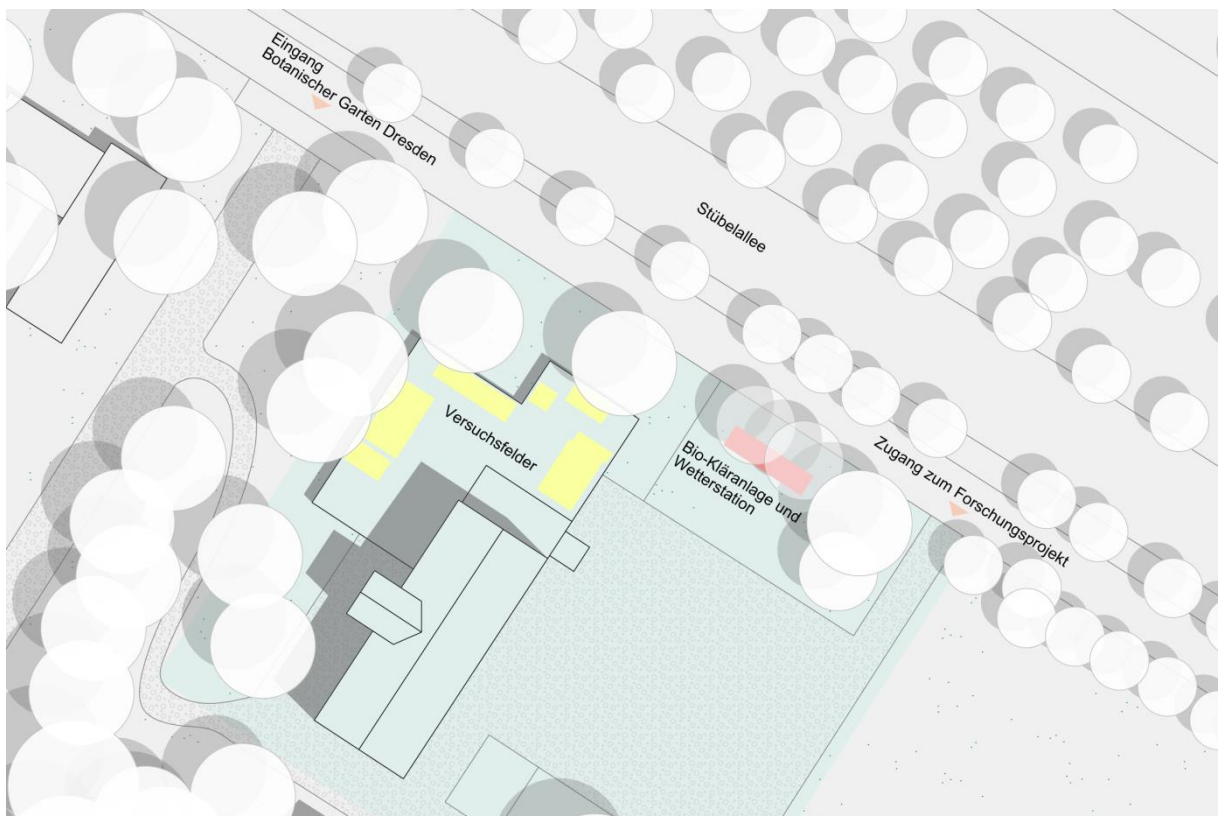 Eingang
Botanischer Garten Dresden
Stübelallee
Versuchsfelder
Bio-Kläranlage und
Wetterstation
Zugang zum Forschungsprojekt